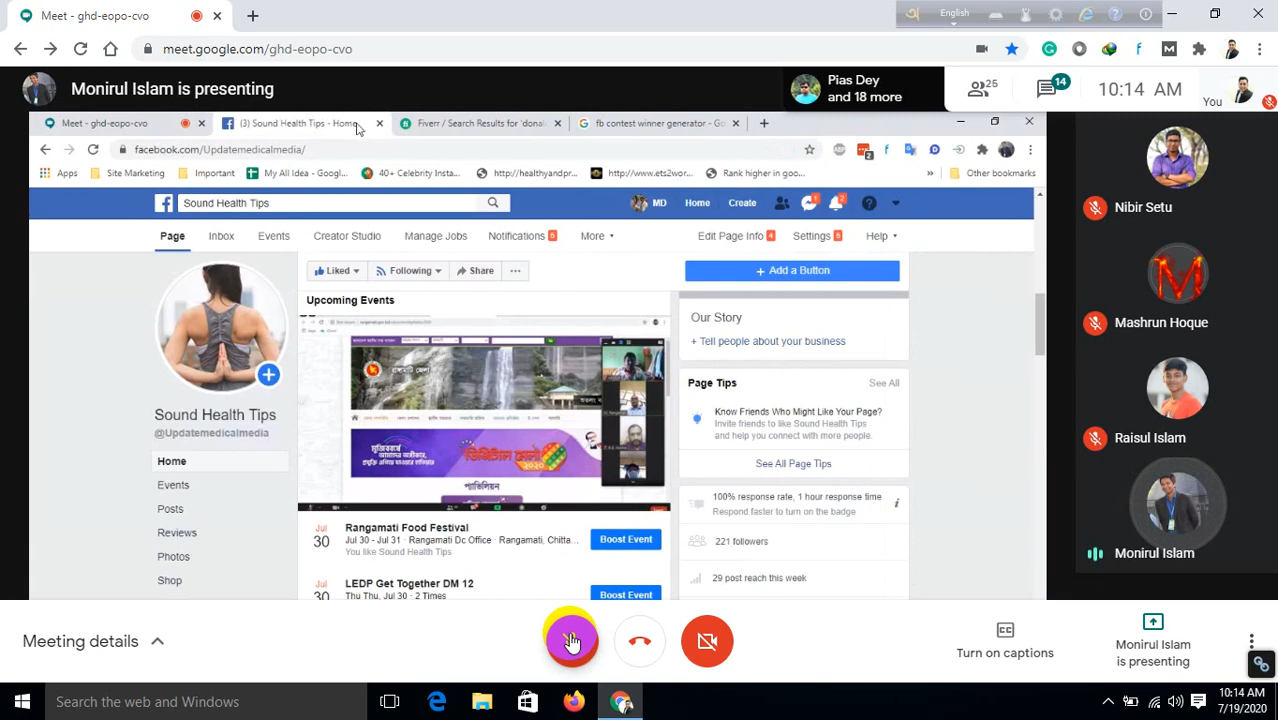 Meet - ghd-eopo-cvo
English
meet.google.com/ghd-eopo-cvo
Monirul Islam is presenting
Pias Dey
and 18 more
25
14
10:14 AM
You
Meet - ghd-eopo-cvo
(3) Sound Health Tips - Home
Fiverr / Search Results for 'donal
fb contest winner generator - Go
facebook.com/Updatemedicalmedia/
2
Apps
Site Marketing
Important
My All Idea - Googl...
40+ Celebrity Insta...
http://healthyandpr...
http://www.ets2wor...
Rank higher in goo...
»
Other bookmarks
Sound Health Tips
MD
Home
Create
1
2
Page
Inbox
Events
Creator Studio
Manage Jobs
Notifications 5
More
Edit Page Info 4
Settings 5
Help
Liked
Following
Share
...
+ Add a Button
Upcoming Events
Our Story
+ Tell people about your business
রাঙ্গামাটি জেলা
Page Tips
See All
Know Friends Who Might Like Your Page?
Invite friends to like Sound Health Tips
and help you connect with more people.
See All Page Tips
ডিজিটাল মেলা
২০২০
প্যাভিলিয়ন
Sound Health Tips
@Updatemedicalmedia
Home
Events
Posts
Reviews
Photos
Shop
100% response rate, 1 hour response time
Respond faster to turn on the badge
221 followers
29 post reach this week
Jul
30
Rangamati Food Festival
Jul 30 - Jul 31 · Rangamati Dc Office · Rangamati, Chitta...
You like Sound Health Tips
Boost Event
Jul
30
LEDP Get Together DM 12
Thu Thu, Jul 30 · 2 Times
Boost Event
Nibir Setu
Mashrun Hoque
Raisul Islam
Monirul Islam
Meeting details
CC
Turn on captions
Monirul Islam
is presenting
Search the web and Windows
10:14 AM
7/19/2020